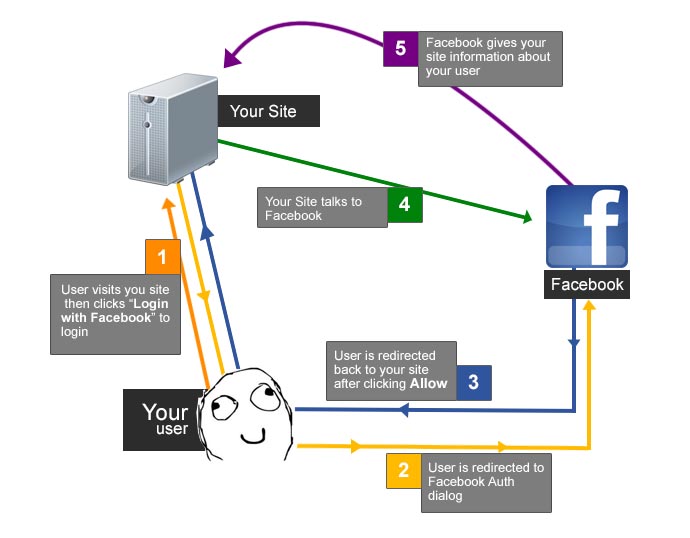 5
Facebook gives your
site information about
your user
Your Site
Your Site talks to
Facebook
4
f
Facebook
1
User visits you site
then clicks “Login
with Facebook” to
login
User is redirected
back to your site
after clicking Allow
3
Your
user
2
User is redirected to
Facebook Auth
dialog